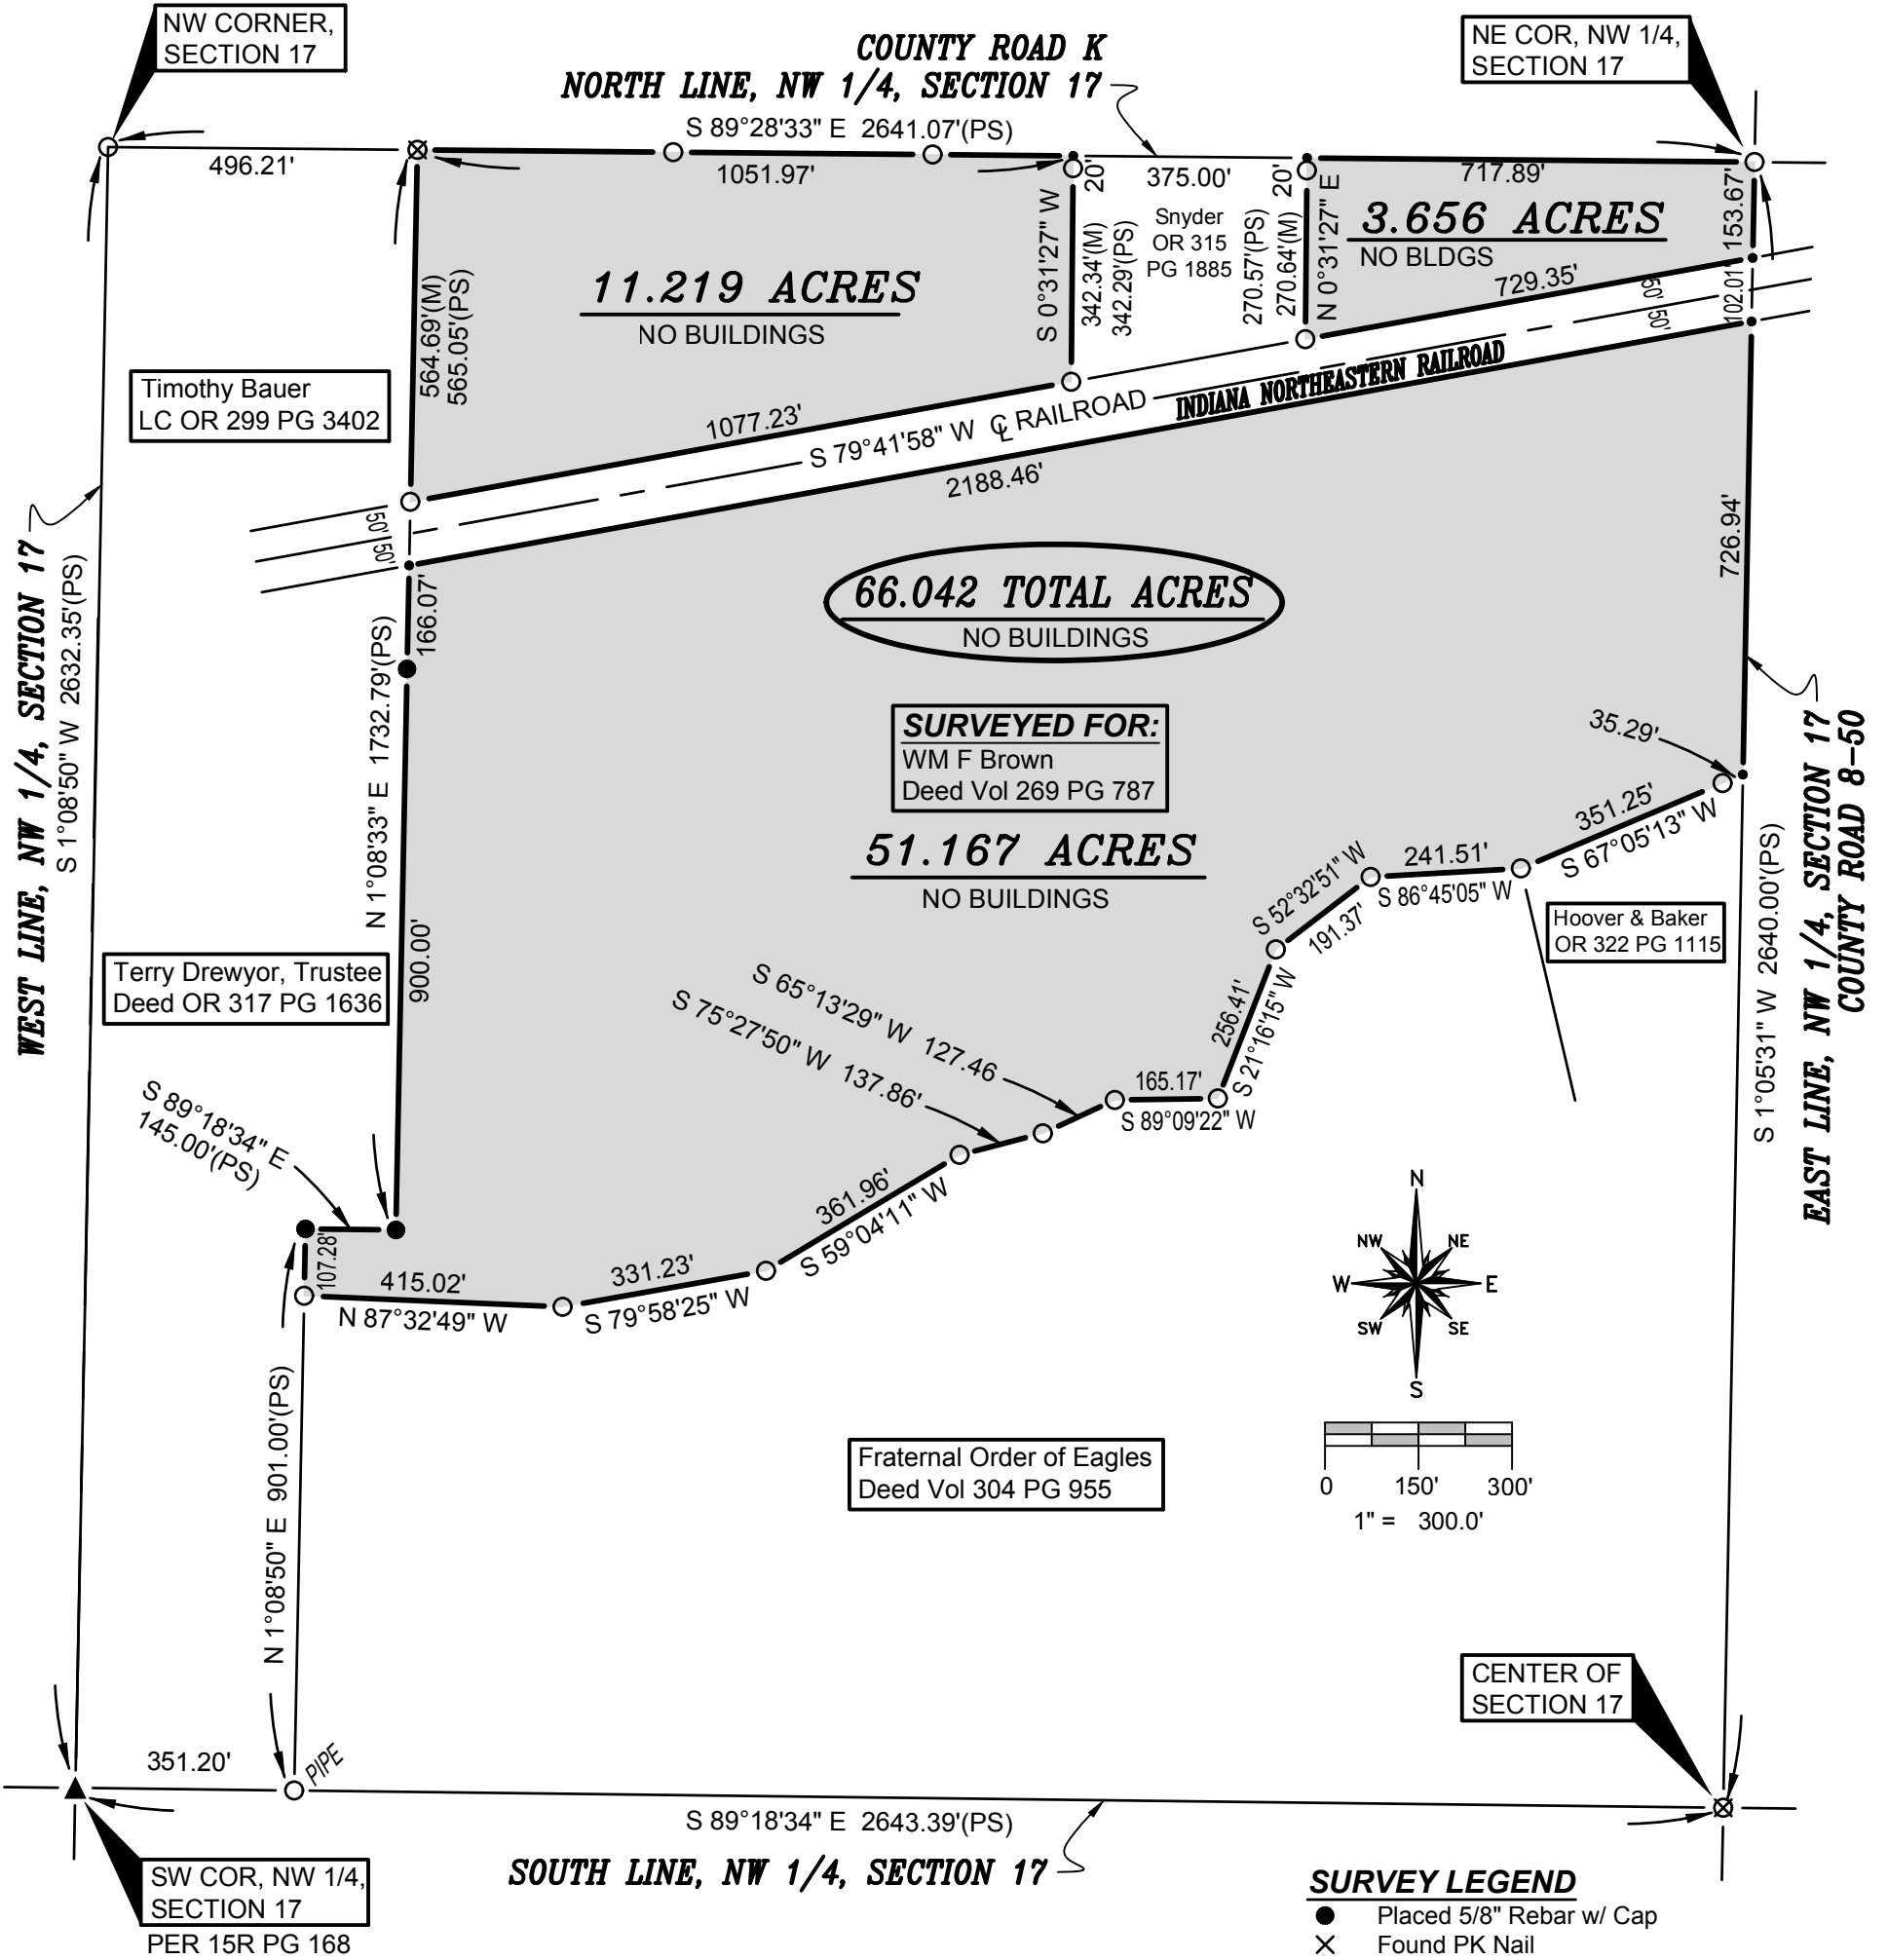 NW CORNER,
SECTION 17
COUNTY ROAD K
NORTH LINE, NW 1/4, SECTION 17
NE COR, NW 1/4,
SECTION 17
S 89°28'33" E 2641.07'(PS)
496.21'
1051.97'
20'
375.00'
20'
717.89'
153.67'
Snyder
OR 315
PG 1885
S 0°31'27" W
342.34'(M)
342.29'(PS)
270.57'(PS)
270.64'(M)
N 0°31'27" E
3.656 ACRES
NO BLDGS
729.35'
50'
50'
102.01'
11.219 ACRES
NO BUILDINGS
564.69'(M)
565.05'(PS)
Timothy Bauer
LC OR 299 PG 3402
1077.23'
S 79°41'58" W ℄ RAILROAD
INDIANA NORTHEASTERN RAILROAD
2188.46'
50'
50'
166.07'
726.94'
66.042 TOTAL ACRES
NO BUILDINGS
WEST LINE, NW 1/4, SECTION 17
S 1°08'50" W 2632.35'(PS)
N 1°08'33" E 1732.79'(PS)
900.00'
SURVEYED FOR:
WM F Brown
Deed Vol 269 PG 787
51.167 ACRES
NO BUILDINGS
35.29'
351.25'
S 67°05'13" W
241.51'
S 86°45'05" W
S 52°32'51" W
191.37'
256.41'
S 21°16'15" W
Hoover & Baker
OR 322 PG 1115
EAST LINE, NW 1/4, SECTION 17
COUNTY ROAD 8-50
S 1°05'31" W 2640.00'(PS)
Terry Drewyor, Trustee
Deed OR 317 PG 1636
S 65°13'29" W 127.46
S 75°27'50" W 137.86'
165.17'
S 89°09'22" W
S 89°18'34" E
145.00'(PS)
107.28'
415.02'
N 87°32'49" W
331.23'
S 79°58'25" W
361.96'
S 59°04'11" W
N
NW
NE
W
E
SW
SE
S
N 1°08'50" E 901.00'(PS)
Fraternal Order of Eagles
Deed Vol 304 PG 955
0 150' 300'
1" = 300.0'
CENTER OF
SECTION 17
351.20'
PIPE
S 89°18'34" E 2643.39'(PS)
SOUTH LINE, NW 1/4, SECTION 17
SW COR, NW 1/4,
SECTION 17
PER 15R PG 168
SURVEY LEGEND
Placed 5/8" Rebar w/ Cap
Found PK Nail